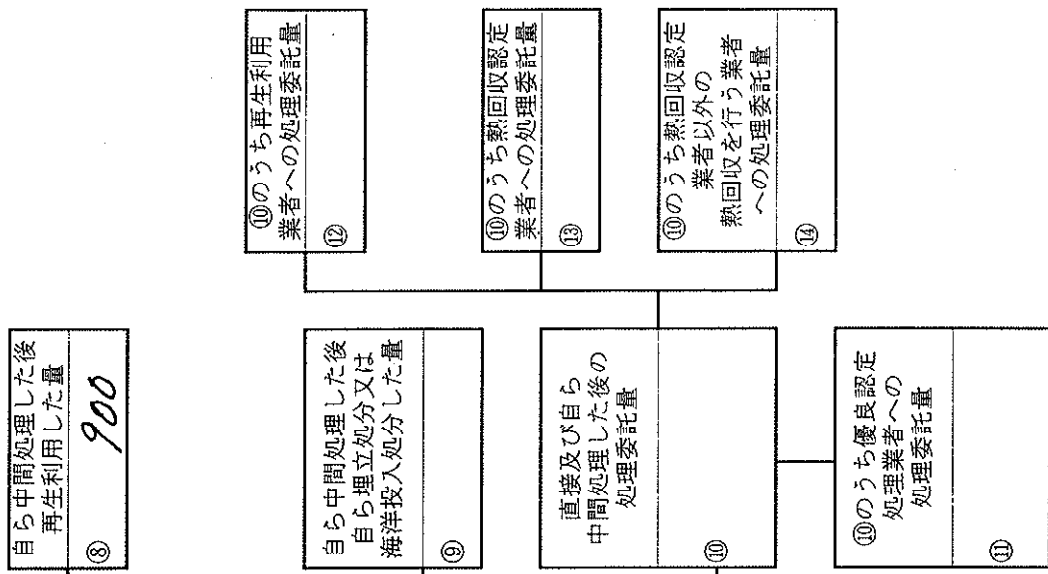 自ら中間処理した後
再生利用した量
⑧
900
自ら中間処理した後
自ら埋立処分又は
海洋投入処分した量
⑨
直接及び自ら
中間処理した後の
処理委託量
⑩
⑩のうち優良認定
処理業者への
処理委託量
⑪
⑩のうち再生利用
業者への処理委託量
⑫
⑩のうち熱回収認定
業者への処理委託量
⑬
⑩のうち熱回収認定
業者以外の
熱回収を行う業者
への処理委託量
⑭